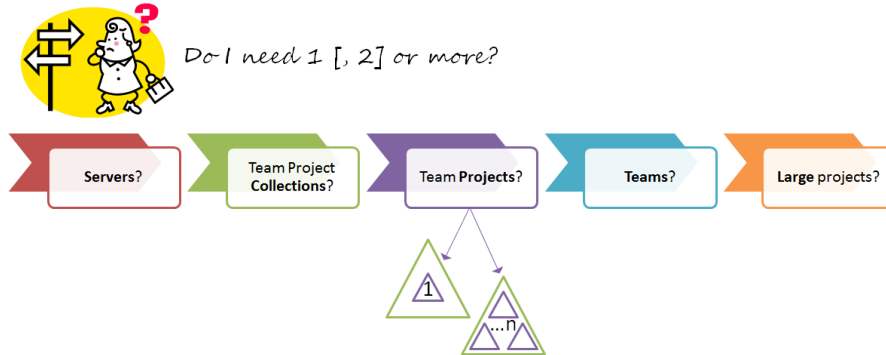 ?
Do I need 1 [, 2] or more?
Servers?
Team Project
Collections?
Team Projects?
Teams?
Large projects?
1
...n